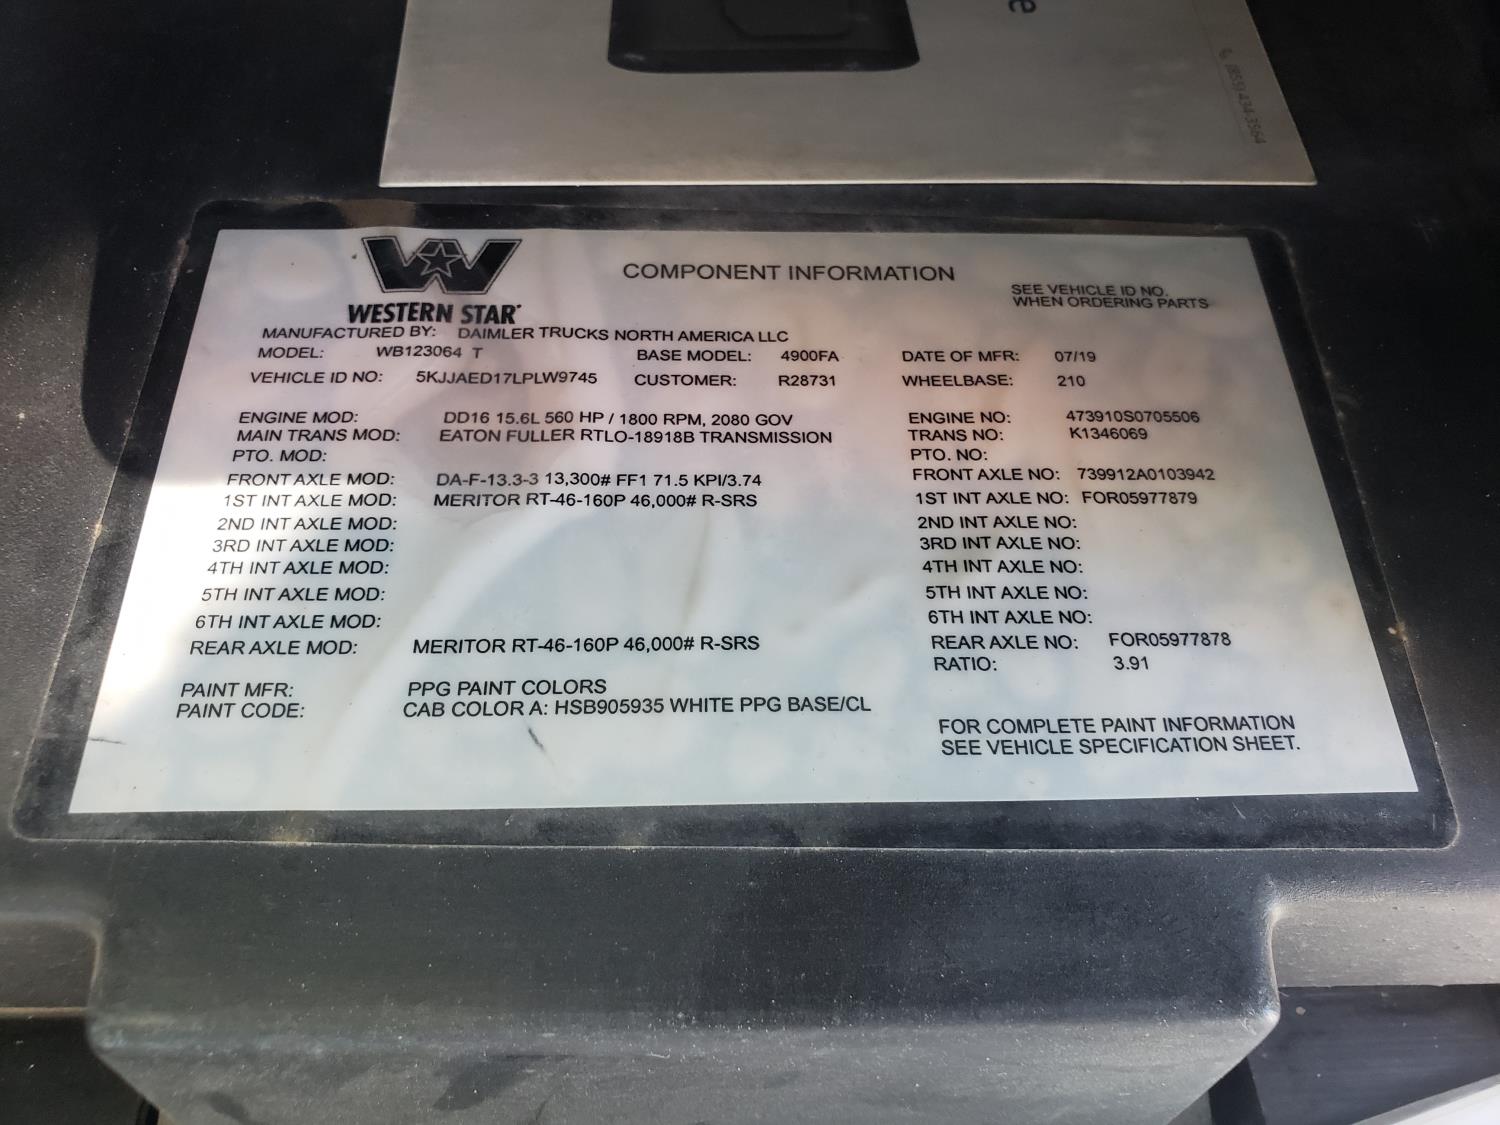 e
(855) 434-3564
WESTERN STAR
COMPONENT INFORMATION
SEE VEHICLE ID NO.
WHEN ORDERING PARTS
MANUFACTURED BY: DAIMLER TRUCKS NORTH AMERICA LLC
MODEL: WB123064 T BASE MODEL: 4900FA DATE OF MFR: 07/19
VEHICLE ID NO: 5KJJAED17LPLW9745 CUSTOMER: R28731 WHEELBASE: 210
ENGINE MOD: DD16 15.6L 560 HP / 1800 RPM, 2080 GOV ENGINE NO: 473910S0705506
MAIN TRANS MOD: EATON FULLER RTLO-18918B TRANSMISSION TRANS NO: K1346069
PTO. MOD: PTO. NO:
FRONT AXLE MOD: DA-F-13.3-3 13,300# FF1 71.5 KPI/3.74 FRONT AXLE NO: 739912A0103942
1ST INT AXLE MOD: MERITOR RT-46-160P 46,000# R-SRS 1ST INT AXLE NO: FOR05977879
2ND INT AXLE MOD: 2ND INT AXLE NO:
3RD INT AXLE MOD: 3RD INT AXLE NO:
4TH INT AXLE MOD: 4TH INT AXLE NO:
5TH INT AXLE MOD: 5TH INT AXLE NO:
6TH INT AXLE MOD: 6TH INT AXLE NO:
REAR AXLE MOD: MERITOR RT-46-160P 46,000# R-SRS REAR AXLE NO: FOR05977878
RATIO: 3.91
PAINT MFR: PPG PAINT COLORS
PAINT CODE: CAB COLOR A: HSB905935 WHITE PPG BASE/CL
FOR COMPLETE PAINT INFORMATION
SEE VEHICLE SPECIFICATION SHEET.